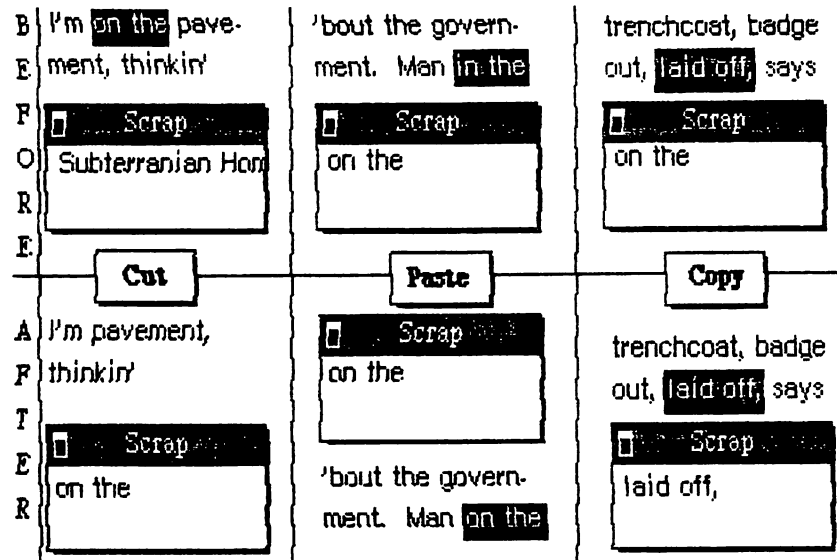 BEFORE
I'm on the pave-
ment, thinkin'
Scrap
Subterranian Hom
'bout the govern-
ment. Man in the
Scrap
on the
trenchcoat, badge
out, laid off, says
Scrap
on the
Cut
Paste
Copy
AFTER
I'm pavement,
thinkin'
Scrap
on the
Scrap
on the
'bout the govern-
ment. Man on the
trenchcoat, badge
out, laid off, says
Scrap
laid off,